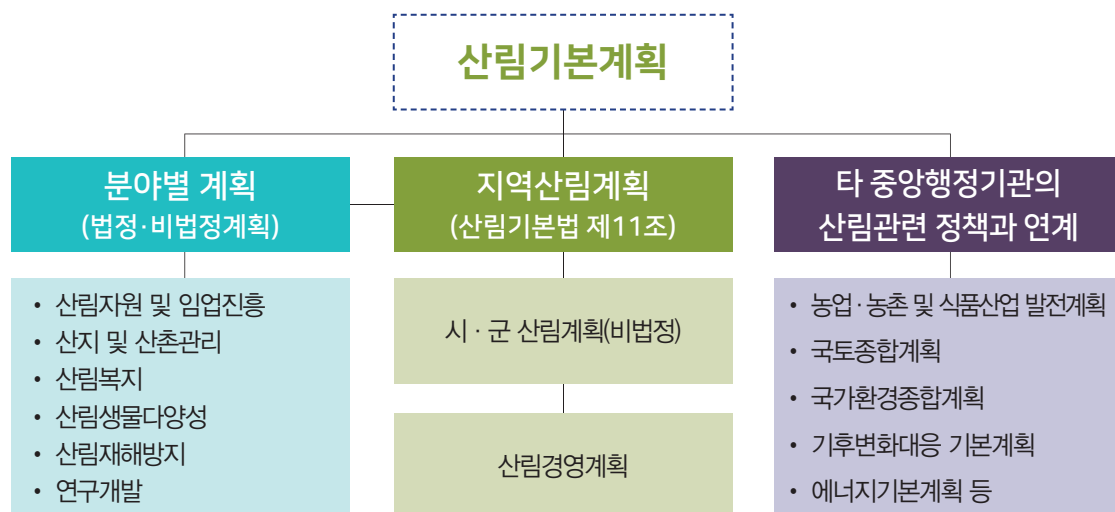 산림기본계획
분야별 계획
(법정·비법정계획)
지역산림계획
(산림기본법 제11조)
타 중앙행정기관의
산림관련 정책과 연계
• 산림자원 및 임업진흥
• 산지 및 산촌관리
• 산림복지
• 산림생물다양성
• 산림재해방지
• 연구개발
시·군 산림계획(비법정)
산림경영계획
• 농업·농촌 및 식품산업 발전계획
• 국토종합계획
• 국가환경종합계획
• 기후변화대응 기본계획
• 에너지기본계획 등